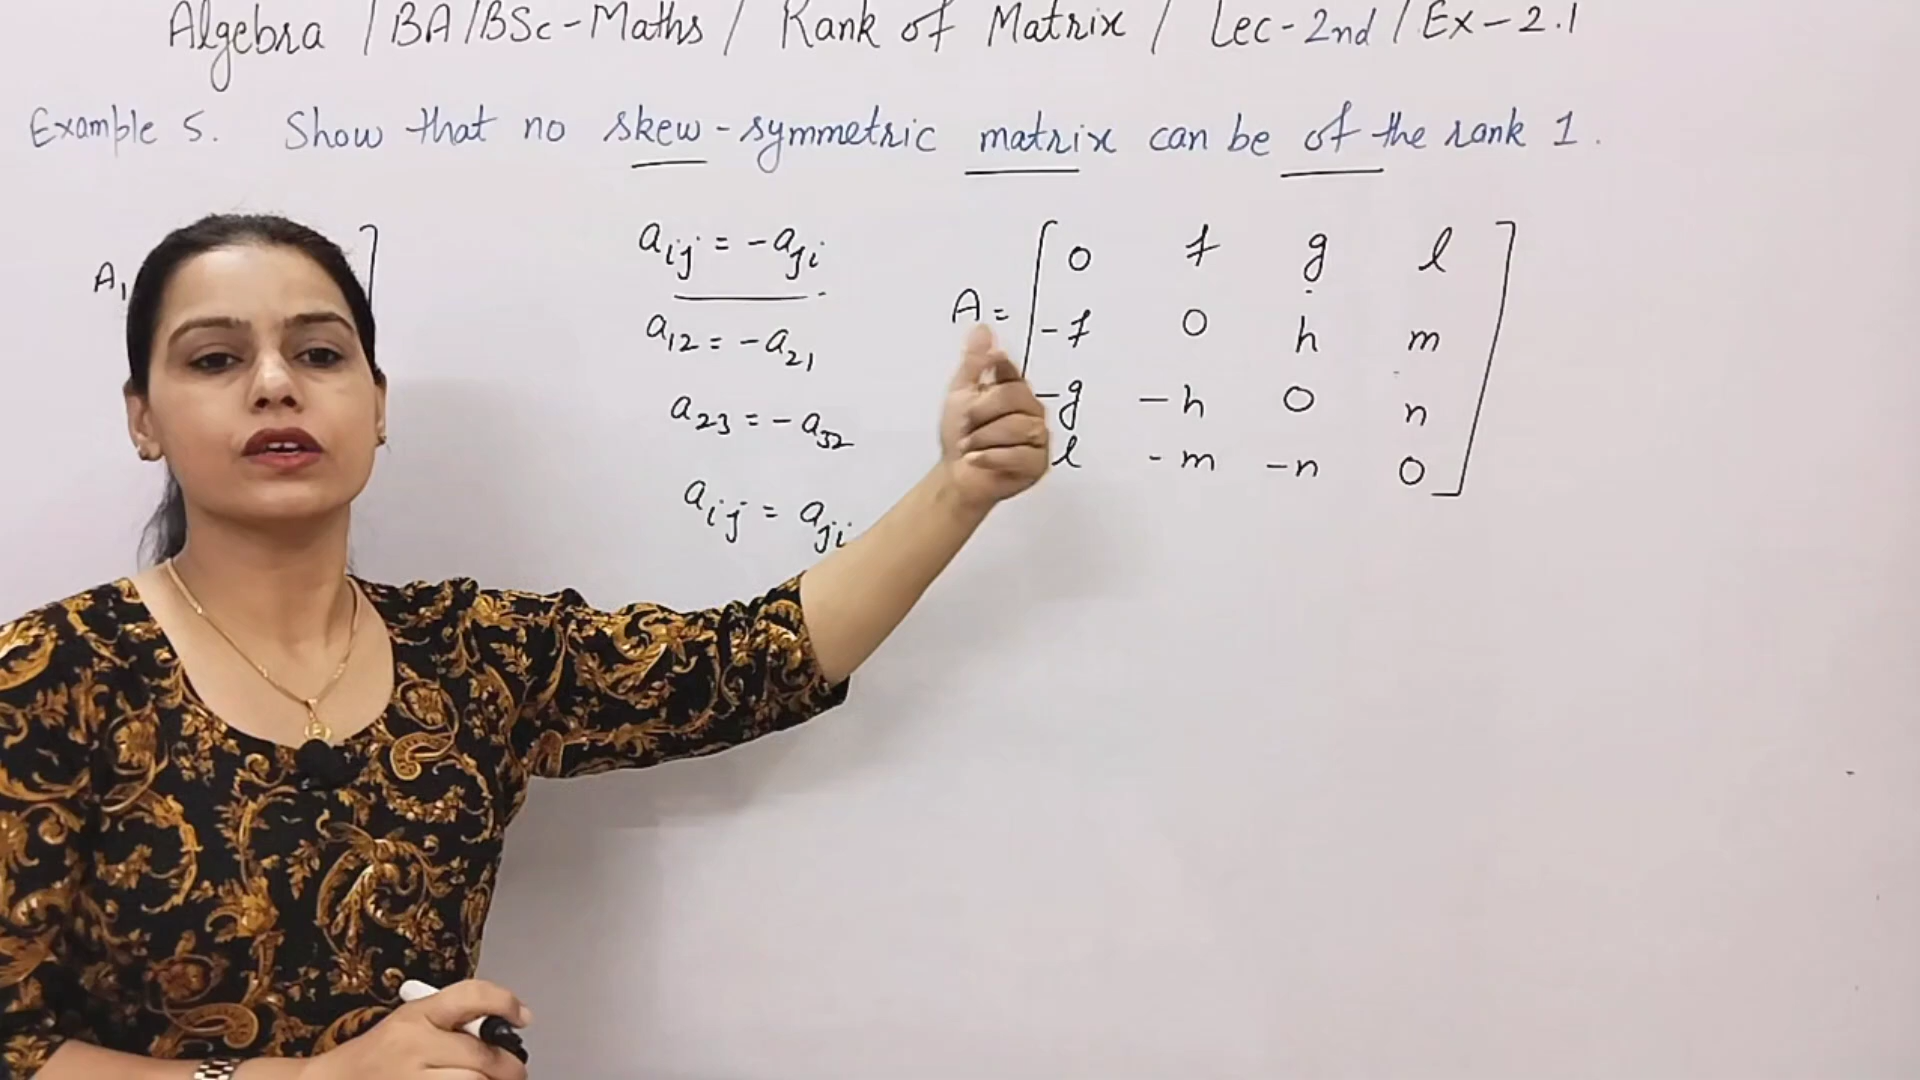 Algebra / BA/BSc-Maths / Rank of Matrix / Lec-2nd / Ex-2.1
Example 5. Show that no skew-symmetric matrix can be of the rank 1.
A1
aij = -aji
a12 = -a21
a23 = -a32
aij = aji
A =
0 f g l
-f 0 h m
-g -h 0 n
l -m -n 0